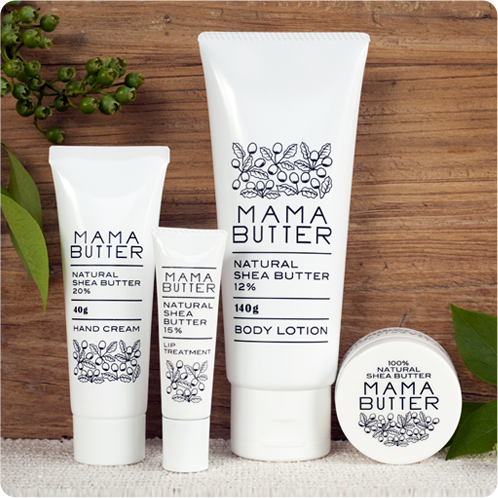 MAMA
BUTTER
NATURAL
SHEA BUTTER
20%
40g
HAND CREAM
MAMA
BUTTER
NATURAL
SHEA
BUTTER
15%
LIP
TREATMENT
MAMA
BUTTER
NATURAL
SHEA BUTTER
12%
140g
BODY LOTION
100%
NATURAL
SHEA BUTTER
MAMA
BUTTER